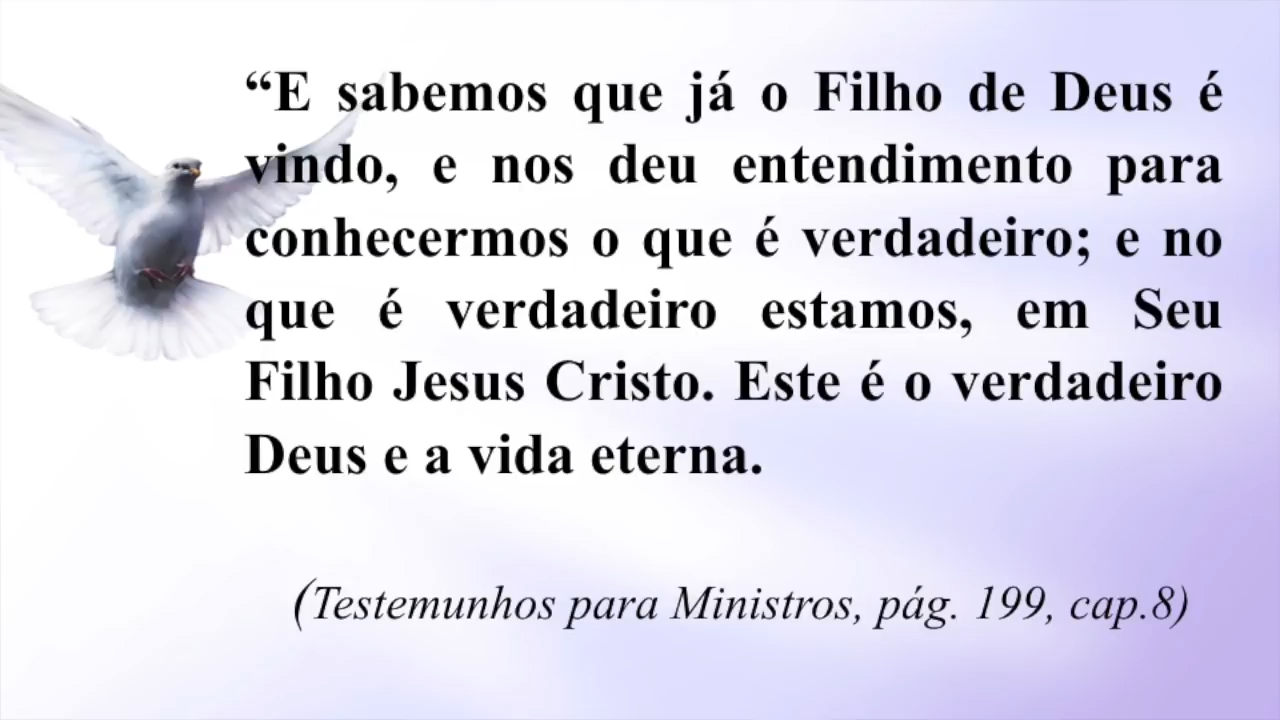 “E sabemos que já o Filho de Deus é
vindo, e nos deu entendimento para
conhecermos o que é verdadeiro; e no
que é verdadeiro estamos, em Seu
Filho Jesus Cristo. Este é o verdadeiro
Deus e a vida eterna.
(Testemunhos para Ministros, pág. 199, cap.8)